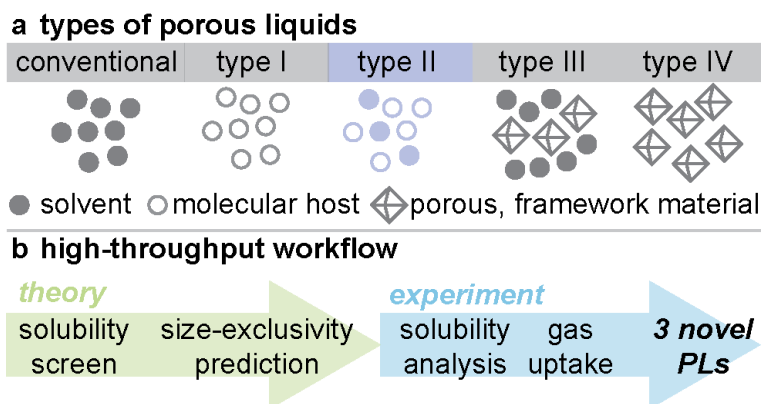 a types of porous liquids
conventional type I type II type III type IV
solvent molecular host porous, framework material
b high-throughput workflow
theory experiment
solubility size-exclusivity solubility gas 3 novel
screen prediction analysis uptake PLs